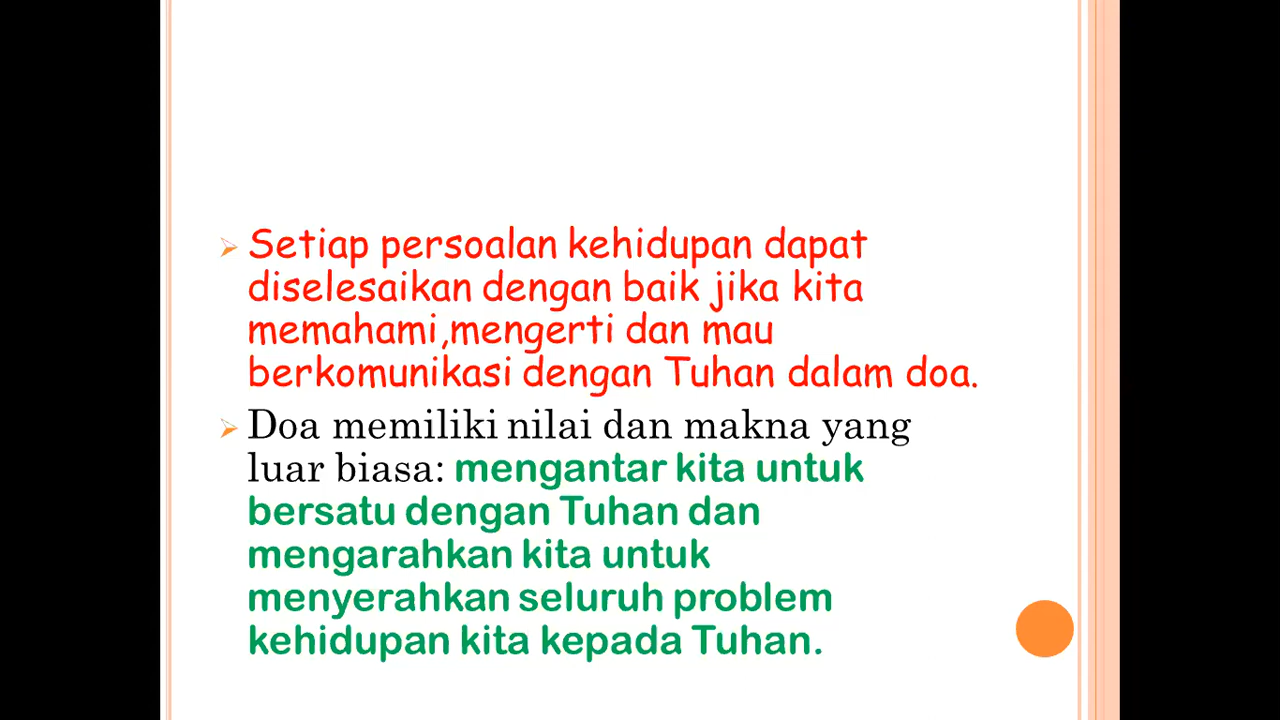 Setiap persoalan kehidupan dapat
diselesaikan dengan baik jika kita
memahami,mengerti dan mau
berkomunikasi dengan Tuhan dalam doa.
Doa memiliki nilai dan makna yang
luar biasa: mengantar kita untuk
bersatu dengan Tuhan dan
mengarahkan kita untuk
menyerahkan seluruh problem
kehidupan kita kepada Tuhan.